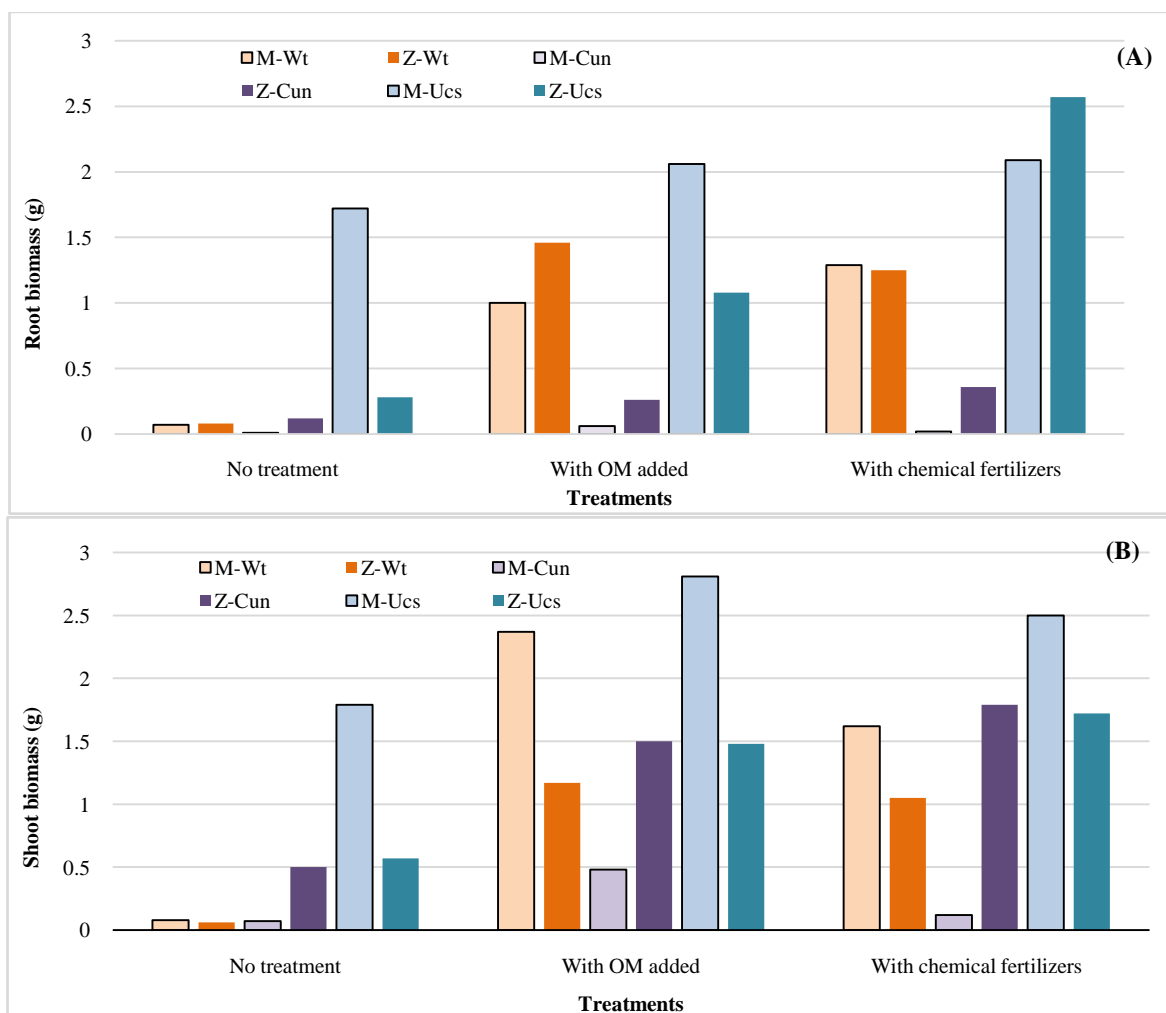 3
(A)
M-Wt Z-Wt M-Cun
Z-Cun M-Ucs Z-Ucs
2.5
2
1.5
1
0.5
0
Root biomass (g)
No treatment With OM added With chemical fertilizers
Treatments
3
(B)
M-Wt Z-Wt M-Cun
Z-Cun M-Ucs Z-Ucs
2.5
2
1.5
1
0.5
0
Shoot biomass (g)
No treatment With OM added With chemical fertilizers
Treatments